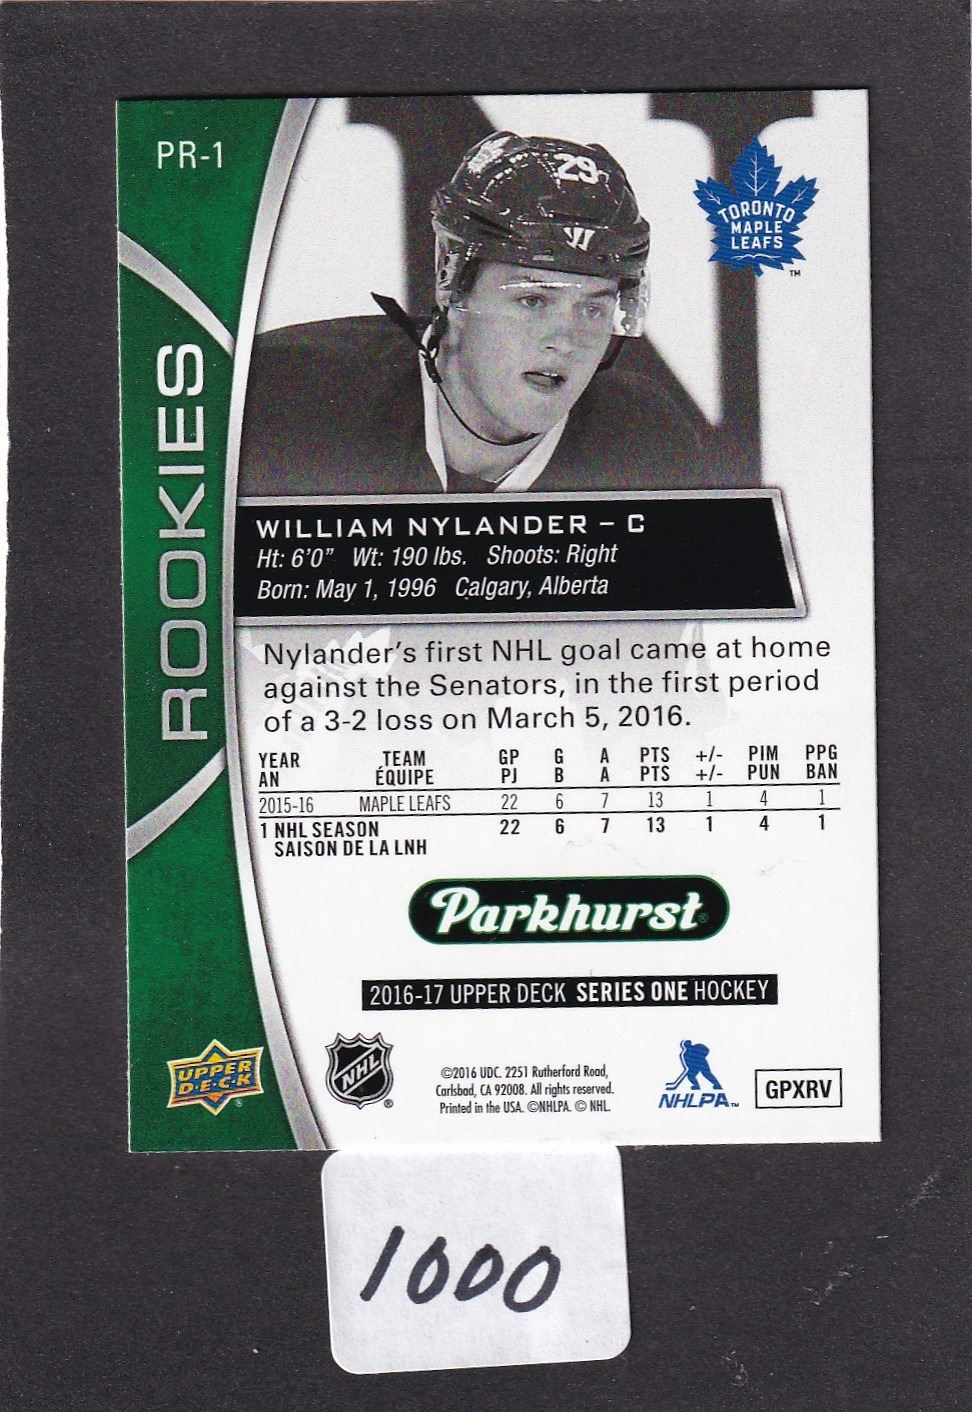 PR-1
29
TORONTO
MAPLE
LEAFS
TM
ROOKIES
WILLIAM NYLANDER – C
Ht: 6'0" Wt: 190 lbs. Shoots: Right
Born: May 1, 1996 Calgary, Alberta
Nylander's first NHL goal came at home
against the Senators, in the first period
of a 3-2 loss on March 5, 2016.
YEAR TEAM GP G A PTS +/- PIM PPG
AN ÉQUIPE PJ B A PTS +/- PUN BAN
2015-16 MAPLE LEAFS 22 6 7 13 1 4 1
1 NHL SEASON 22 6 7 13 1 4 1
SAISON DE LA LNH
Parkhurst®
2016-17 UPPER DECK SERIES ONE HOCKEY
UPPER
D·E·C·K
®
NHL
®
©2016 UDC. 2251 Rutherford Road,
Carlsbad, CA 92008. All rights reserved.
Printed in the USA. ©NHLPA. © NHL.
NHLPA™
GPXRV
1000